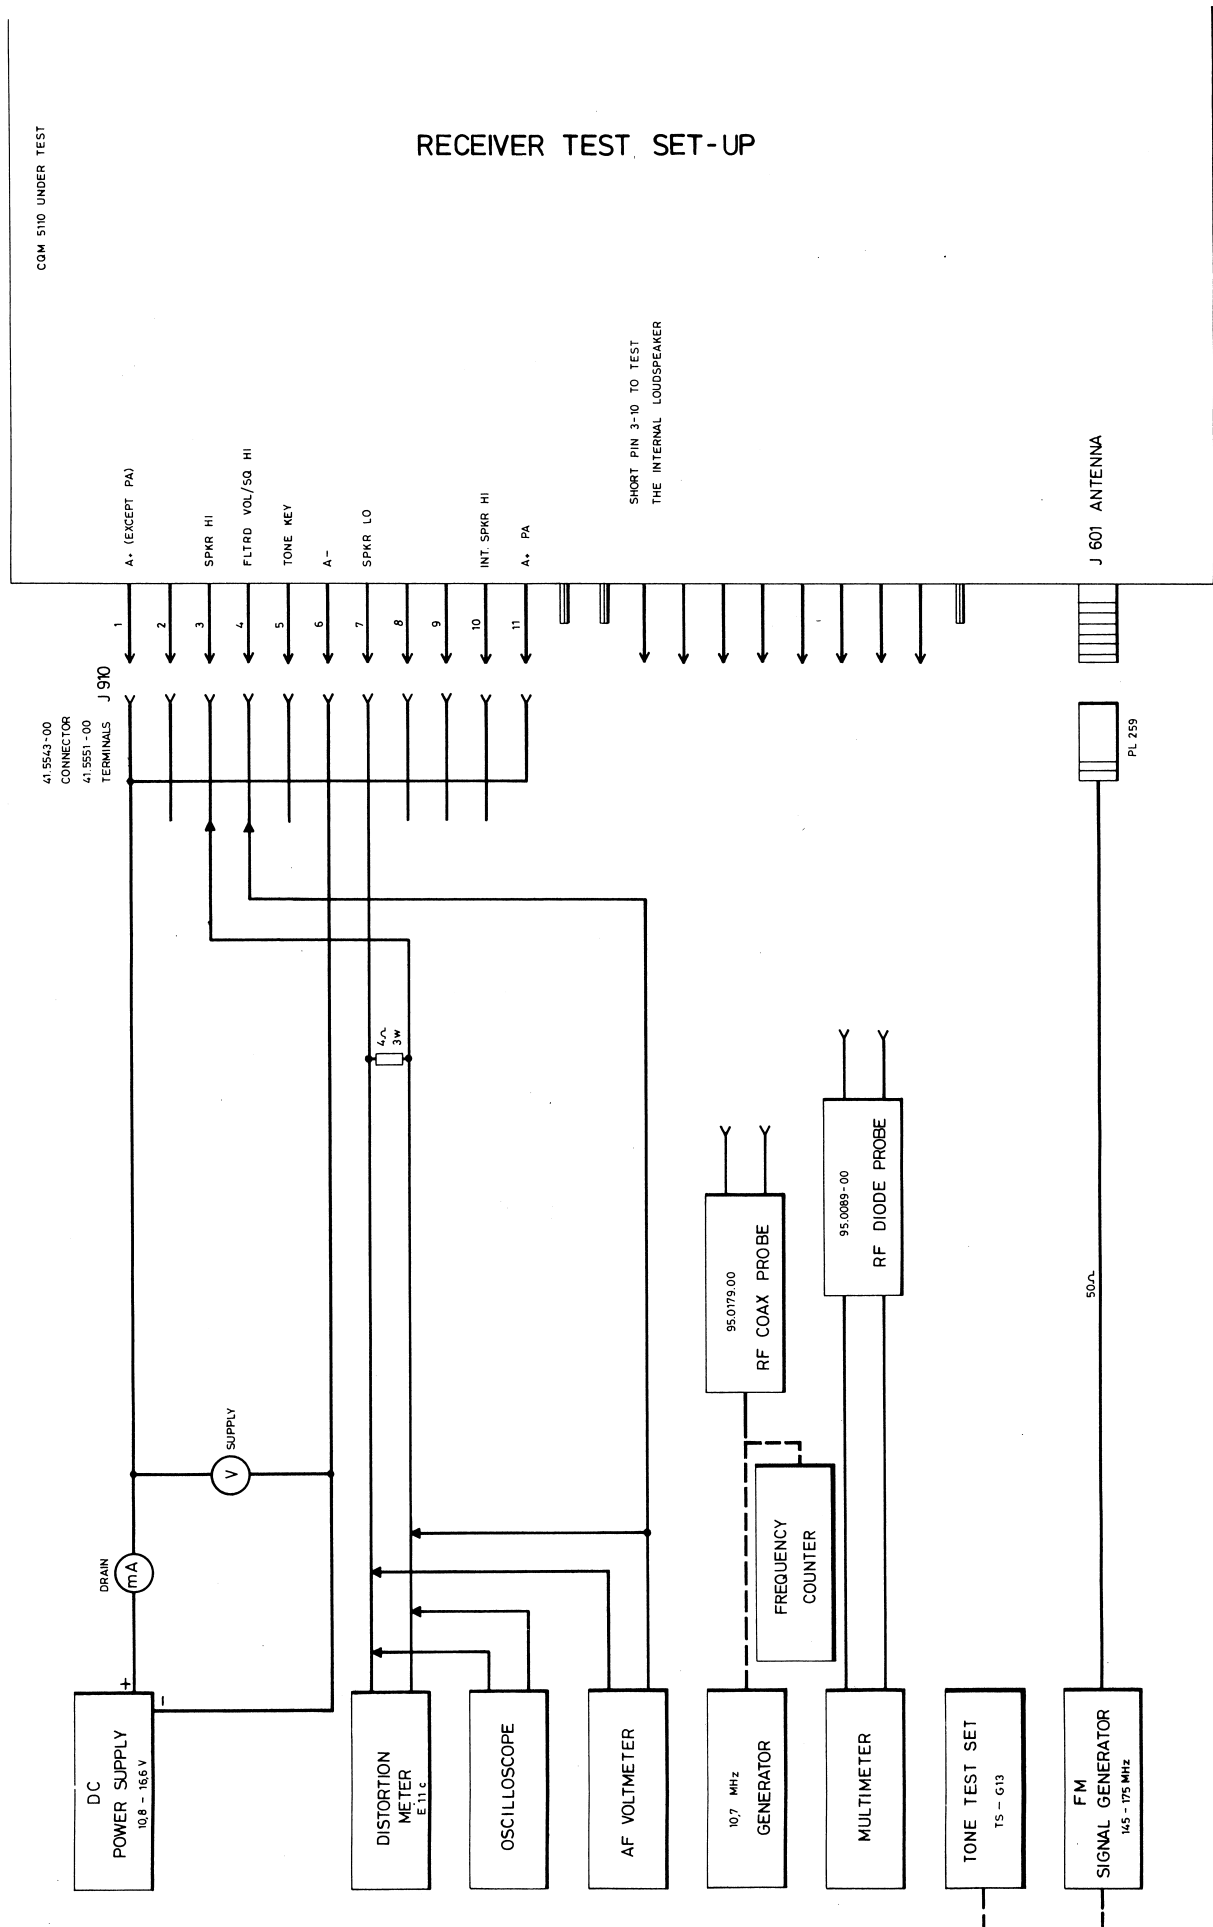 RECEIVER TEST SET-UP
CQM 5110 UNDER TEST
A+ (EXCEPT PA)
SPKR HI
FLTRD VOL/SQ HI
TONE KEY
A-
SPKR LO
INT. SPKR HI
A+ PA
SHORT PIN 3-10 TO TEST
THE INTERNAL LOUDSPEAKER
J 601 ANTENNA
1
2
3
4
5
6
7
8
9
10
11
J 910
41.5543-00
CONNECTOR
41.5551-00
TERMINALS
PL 259
4Ω
3W
95.0179.00
RF COAX PROBE
95.0089-00
RF DIODE PROBE
50Ω
SUPPLY
V
DRAIN
mA
+
-
FREQUENCY
COUNTER
DC
POWER SUPPLY
10,8 - 16,6 V
DISTORTION
METER
E 11 c
OSCILLOSCOPE
AF VOLTMETER
10,7 MHz
GENERATOR
MULTIMETER
TONE TEST SET
TS - G13
FM
SIGNAL GENERATOR
145 - 175 MHz